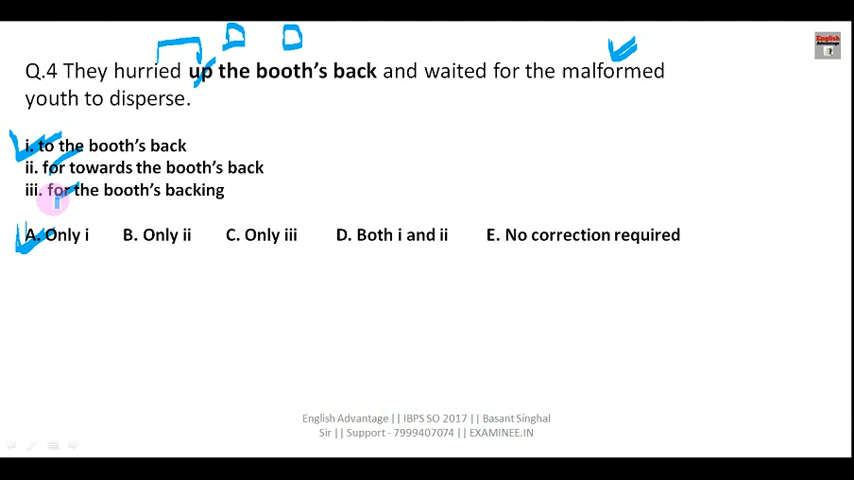 English
Advantage
Q.4 They hurried up the booth's back and waited for the malformed
youth to disperse.
i. to the booth's back
ii. for towards the booth's back
iii. for the booth's backing
A. Only i B. Only ii C. Only iii D. Both i and ii E. No correction required
English Advantage || IBPS SO 2017 || Basant Singhal
Sir || Support - 7999407074 || EXAMINEE.IN